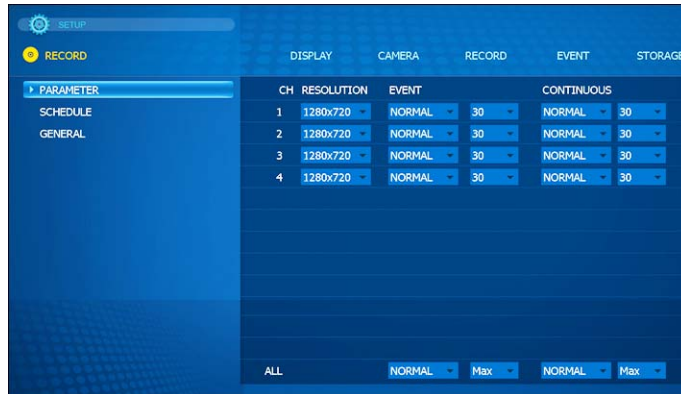 SETUP
RECORD
DISPLAY CAMERA RECORD EVENT STORAGE
PARAMETER
SCHEDULE
GENERAL
CH RESOLUTION EVENT CONTINUOUS
1 1280x720 NORMAL 30 NORMAL 30
2 1280x720 NORMAL 30 NORMAL 30
3 1280x720 NORMAL 30 NORMAL 30
4 1280x720 NORMAL 30 NORMAL 30
ALL NORMAL Max NORMAL Max